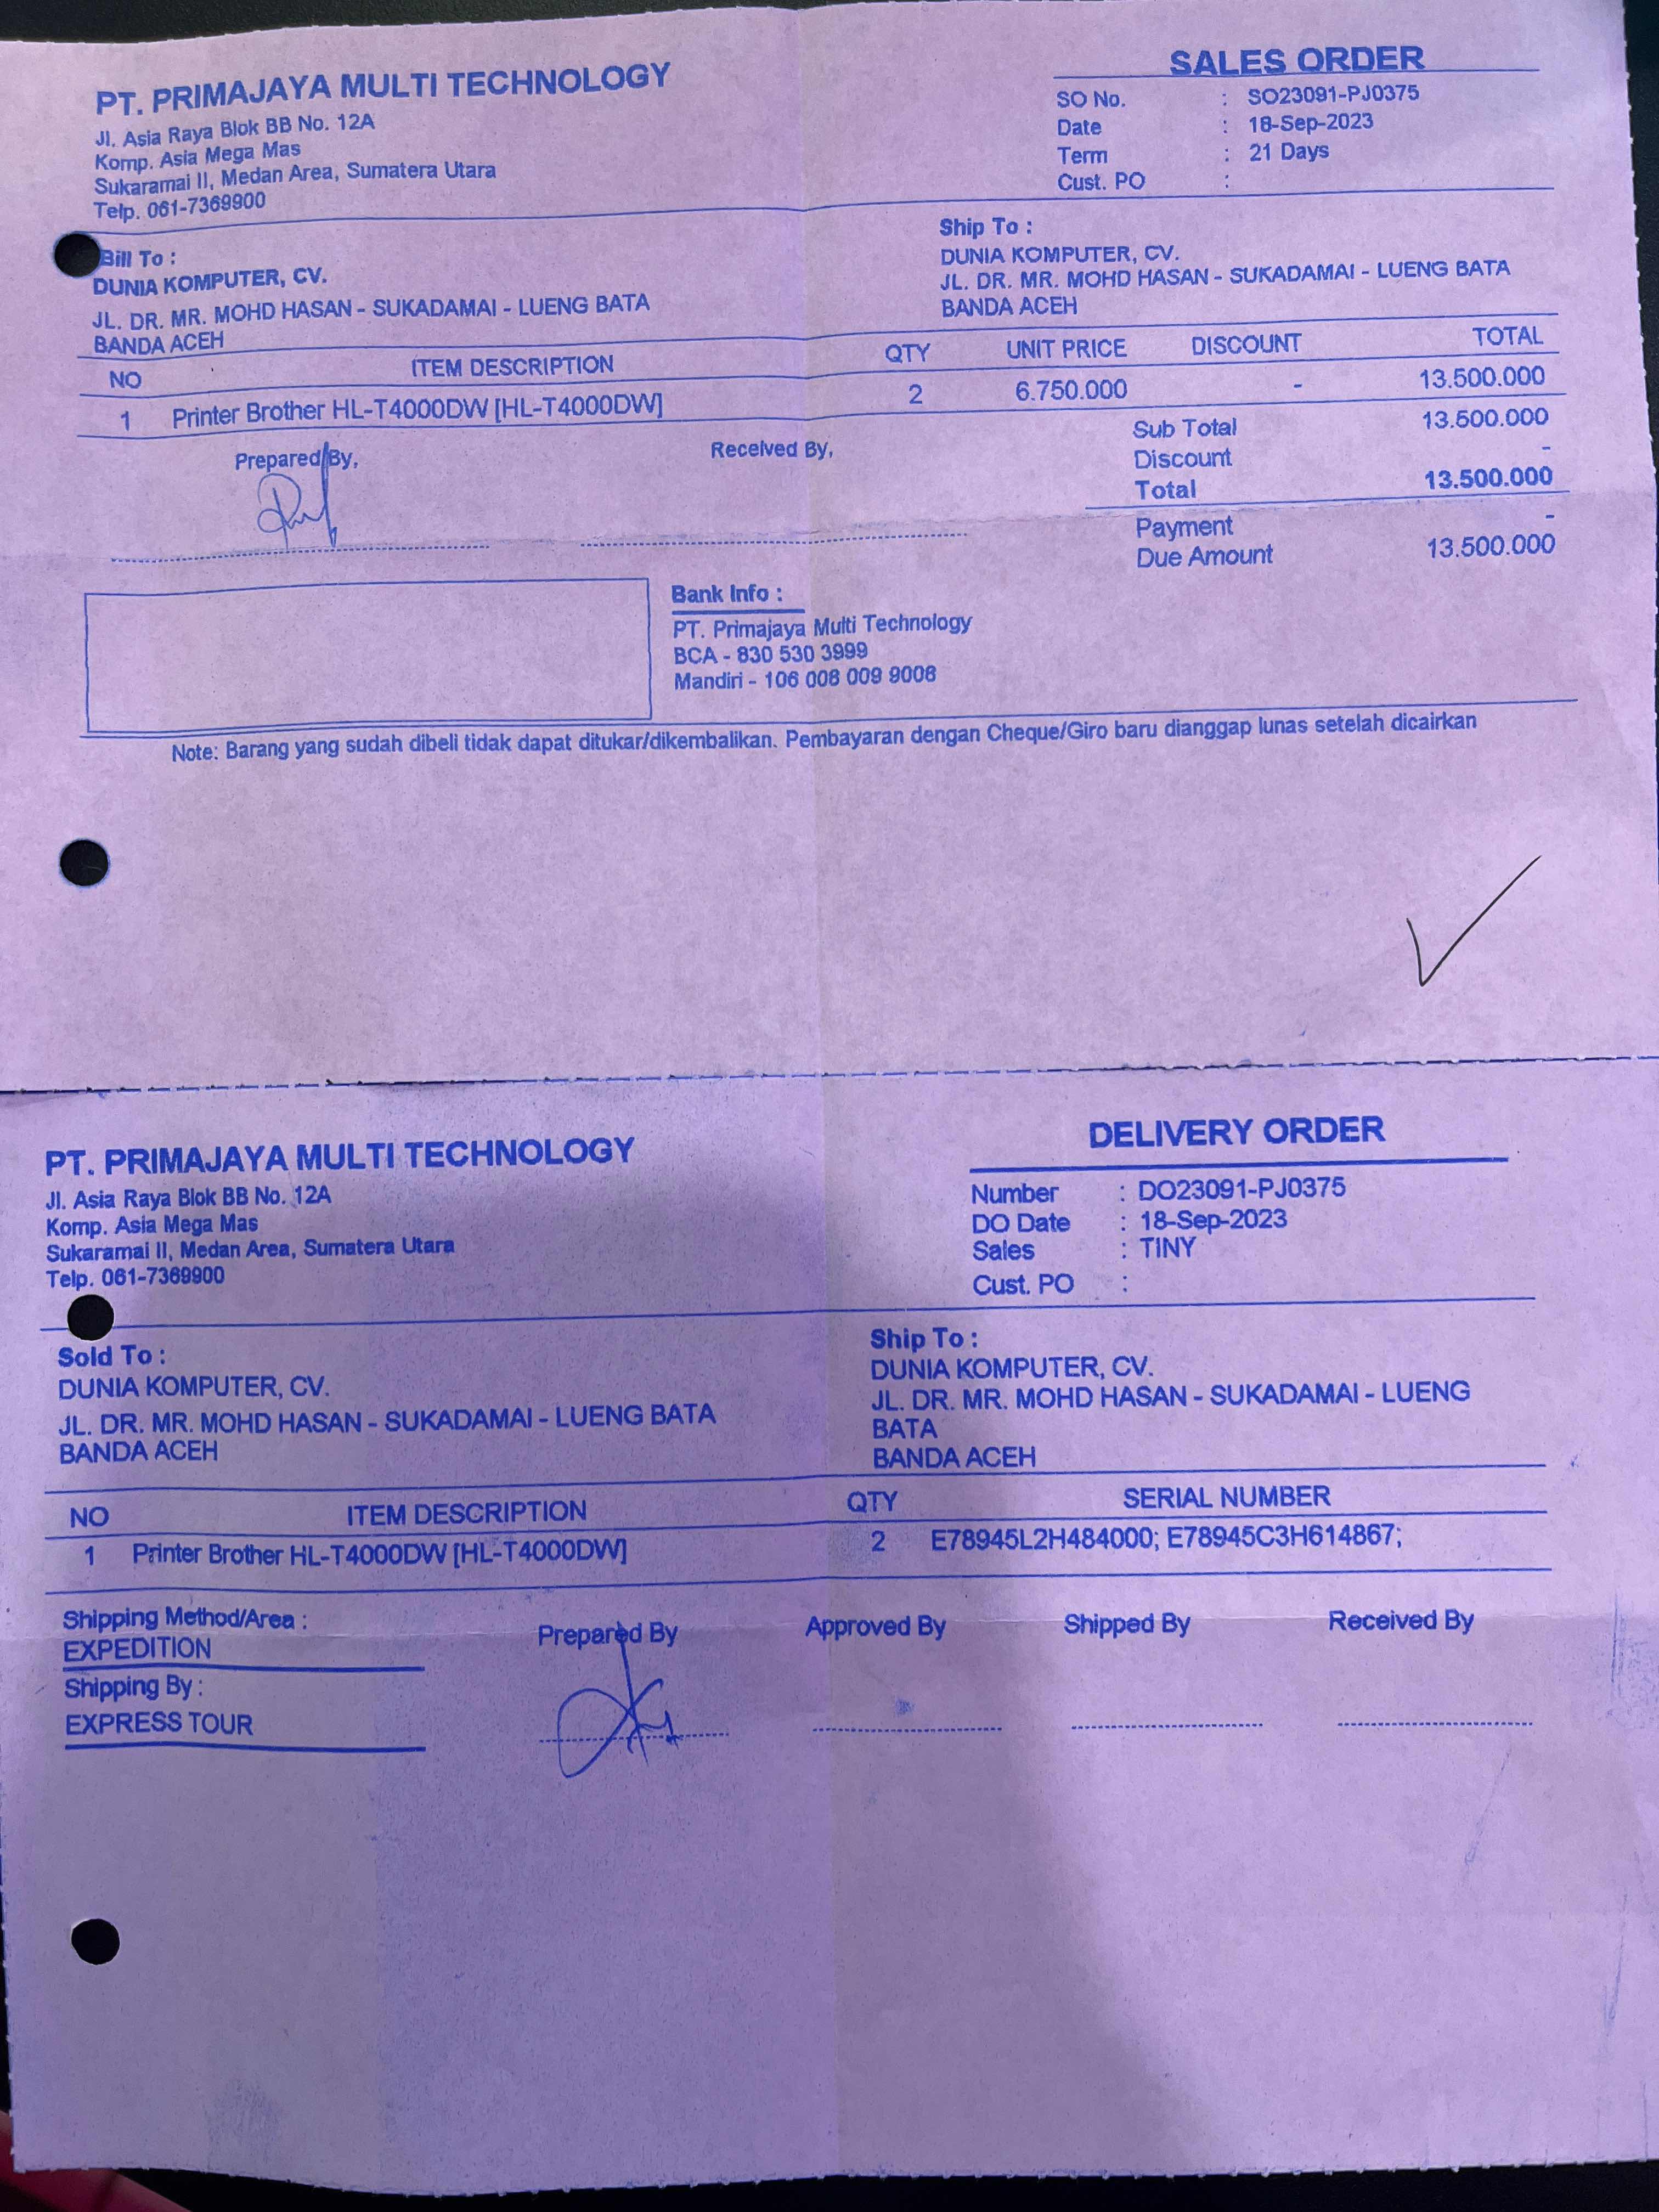 PT. PRIMAJAYA MULTI TECHNOLOGY
Jl. Asia Raya Blok BB No. 12A
Komp. Asia Mega Mas
Sukaramai II, Medan Area, Sumatera Utara
Telp. 061-7369900
SALES ORDER
SO No. : SO23091-PJ0375
Date : 18-Sep-2023
Term : 21 Days
Cust. PO :
Bill To :
DUNIA KOMPUTER, CV.
JL. DR. MR. MOHD HASAN - SUKADAMAI - LUENG BATA
BANDA ACEH
Ship To :
DUNIA KOMPUTER, CV.
JL. DR. MR. MOHD HASAN - SUKADAMAI - LUENG BATA
BANDA ACEH
NO ITEM DESCRIPTION QTY UNIT PRICE DISCOUNT TOTAL
1 Printer Brother HL-T4000DW [HL-T4000DW] 2 6.750.000 - 13.500.000
Sub Total 13.500.000
Discount -
Total 13.500.000
Payment -
Due Amount 13.500.000
Prepared By, Received By,
Bank Info :
PT. Primajaya Multi Technology
BCA - 830 530 3999
Mandiri - 106 008 009 9008
Note: Barang yang sudah dibeli tidak dapat ditukar/dikembalikan. Pembayaran dengan Cheque/Giro baru dianggap lunas setelah dicairkan
PT. PRIMAJAYA MULTI TECHNOLOGY
Jl. Asia Raya Blok BB No. 12A
Komp. Asia Mega Mas
Sukaramai II, Medan Area, Sumatera Utara
Telp. 061-7369900
DELIVERY ORDER
Number : DO23091-PJ0375
DO Date : 18-Sep-2023
Sales : TINY
Cust. PO :
Sold To :
DUNIA KOMPUTER, CV.
JL. DR. MR. MOHD HASAN - SUKADAMAI - LUENG BATA
BANDA ACEH
Ship To :
DUNIA KOMPUTER, CV.
JL. DR. MR. MOHD HASAN - SUKADAMAI - LUENG
BATA
BANDA ACEH
NO ITEM DESCRIPTION QTY SERIAL NUMBER
1 Printer Brother HL-T4000DW [HL-T4000DW] 2 E78945L2H484000; E78945C3H614867;
Shipping Method/Area :
EXPEDITION
Shipping By :
EXPRESS TOUR
Prepared By Approved By Shipped By Received By